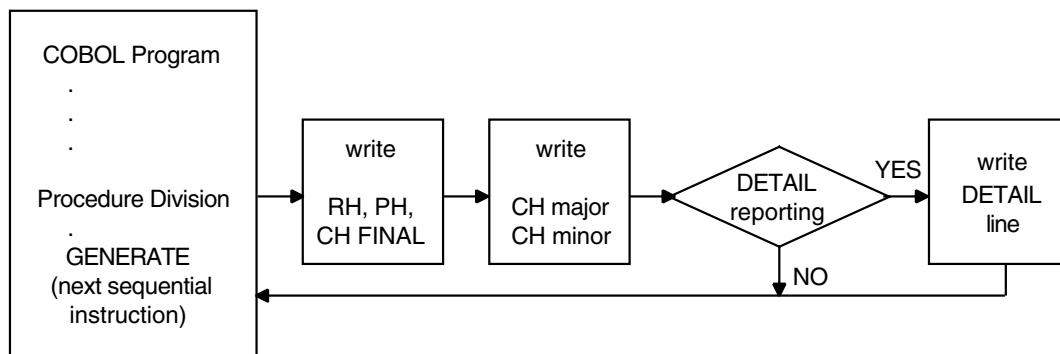 COBOL Program
.
.
.
Procedure Division
.
GENERATE
(next sequential
instruction)
write
RH, PH,
CH FINAL
write
CH major
CH minor
DETAIL
reporting
YES
NO
write
DETAIL
line